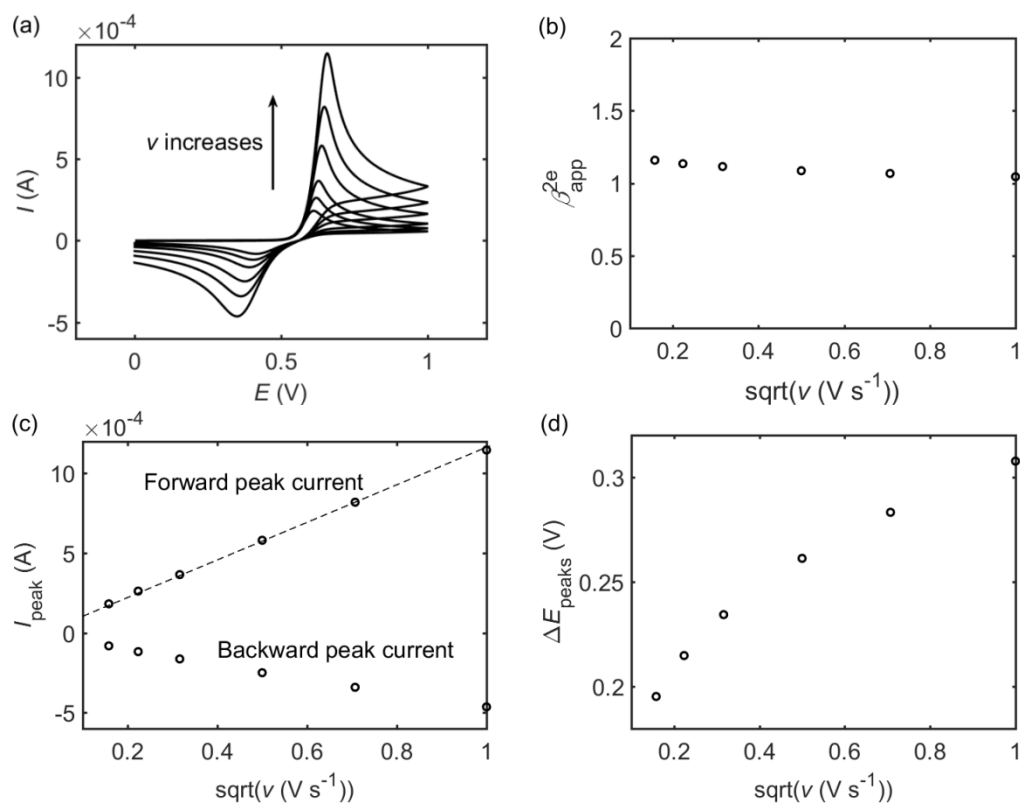 (a)
×10⁻⁴
10
5
0
-5
I (A)
v increases
0
0.5
1
E (V)
(b)
2
1.5
1
0.5
0
β²ᵉapp
0.2
0.4
0.6
0.8
1
sqrt(v (V s⁻¹))
(c)
×10⁻⁴
10
5
0
-5
Ipeak (A)
Forward peak current
Backward peak current
0.2
0.4
0.6
0.8
1
sqrt(v (V s⁻¹))
(d)
0.3
0.25
0.2
ΔEpeaks (V)
0.2
0.4
0.6
0.8
1
sqrt(v (V s⁻¹))